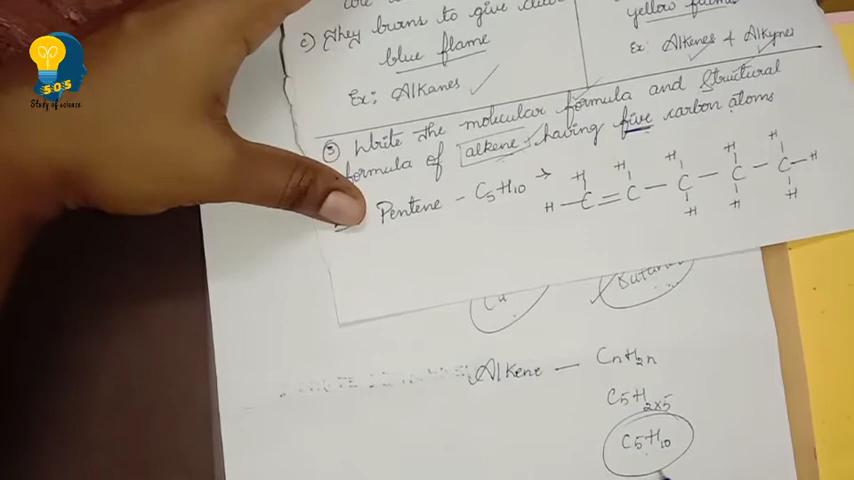 SOS
Study of science
c) They burns to give
blue flame
Ex: Alkanes
yellow flame
Ex: Alkenes & Alkynes
③ Write the molecular formula and Structural
formula of alkene having five carbon atoms
Pentene - C5H10 →
H H H H H
H - C = C - C - C - C - H
H H H
Alkene — CnH2n
C5H2x5
C5H10